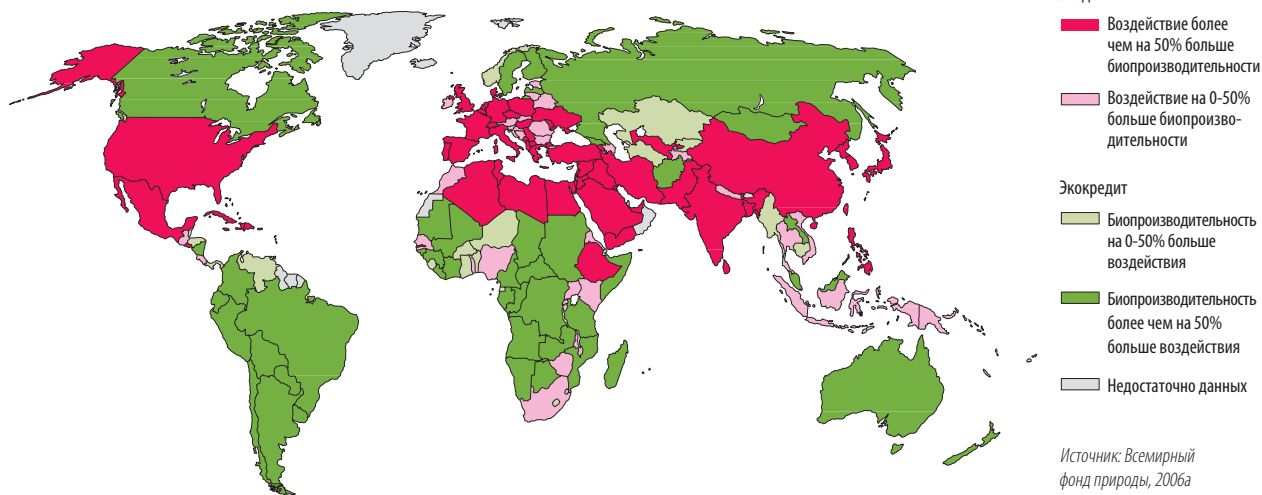 Воздействие более
чем на 50% больше
биопроизводительности
Воздействие на 0-50%
больше биопроизво-
дительности
Экокредит
Биопроизводительность
на 0-50% больше
воздействия
Биопроизводительность
более чем на 50%
больше воздействия
Недостаточно данных
Источник: Всемирный
фонд природы, 2006a